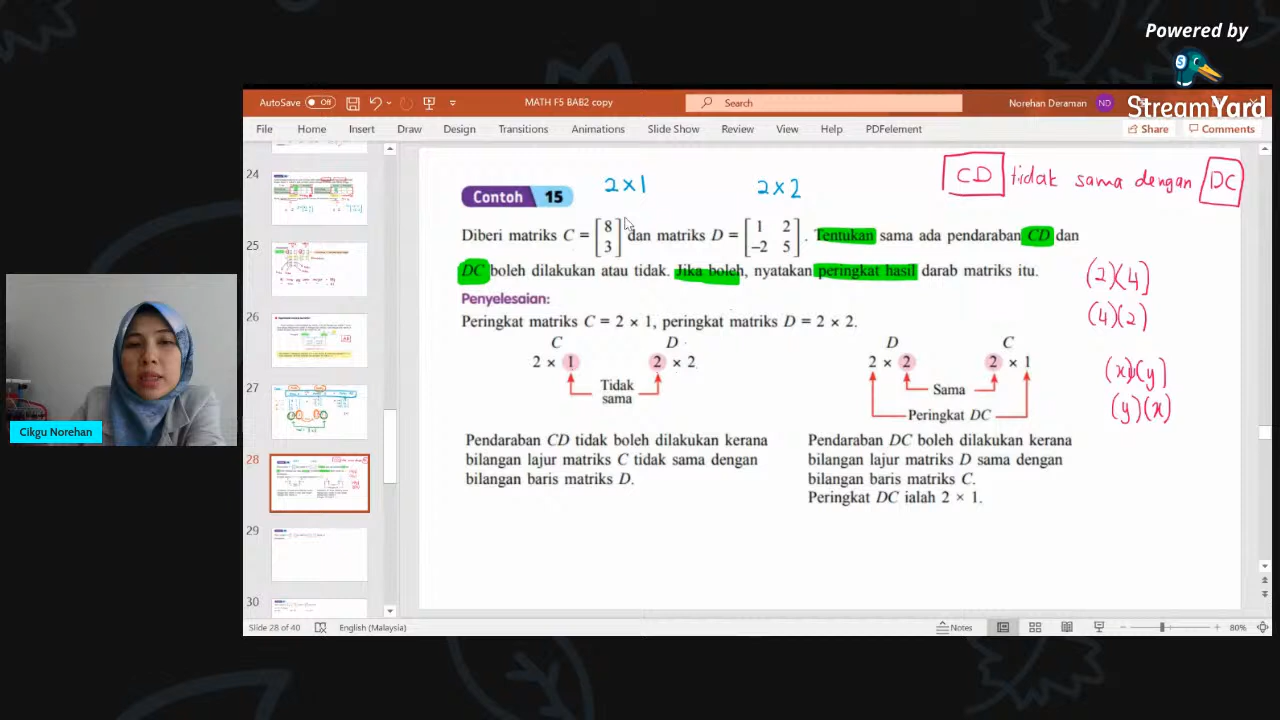 Powered by
StreamYard
AutoSave Off
MATH F5 BAB2 copy
Search
Norehan Deraman ND
File Home Insert Draw Design Transitions Animations Slide Show Review View Help PDFelement
Share Comments
24
25
26
27
28
29
30
CD tidak sama dengan DC
2 × 1 2 × 2
Contoh 15
Diberi matriks C = [8 3] dan matriks D = [1 2 -2 5]. Tentukan sama ada pendaraban CD dan
DC boleh dilakukan atau tidak. Jika boleh, nyatakan peringkat hasil darab matriks itu.
Penyelesaian:
Peringkat matriks C = 2 × 1, peringkat matriks D = 2 × 2.
C D
2 × 1 2 × 2
Tidak
sama
Pendaraban CD tidak boleh dilakukan kerana
bilangan lajur matriks C tidak sama dengan
bilangan baris matriks D.
D C
2 × 2 2 × 1
Sama
Peringkat DC
Pendaraban DC boleh dilakukan kerana
bilangan lajur matriks D sama dengan
bilangan baris matriks C.
Peringkat DC ialah 2 × 1.
(2)(4)
(4)(2)
(x)(y)
(y)(x)
Cikgu Norehan
Slide 28 of 40 English (Malaysia)
Notes
80%